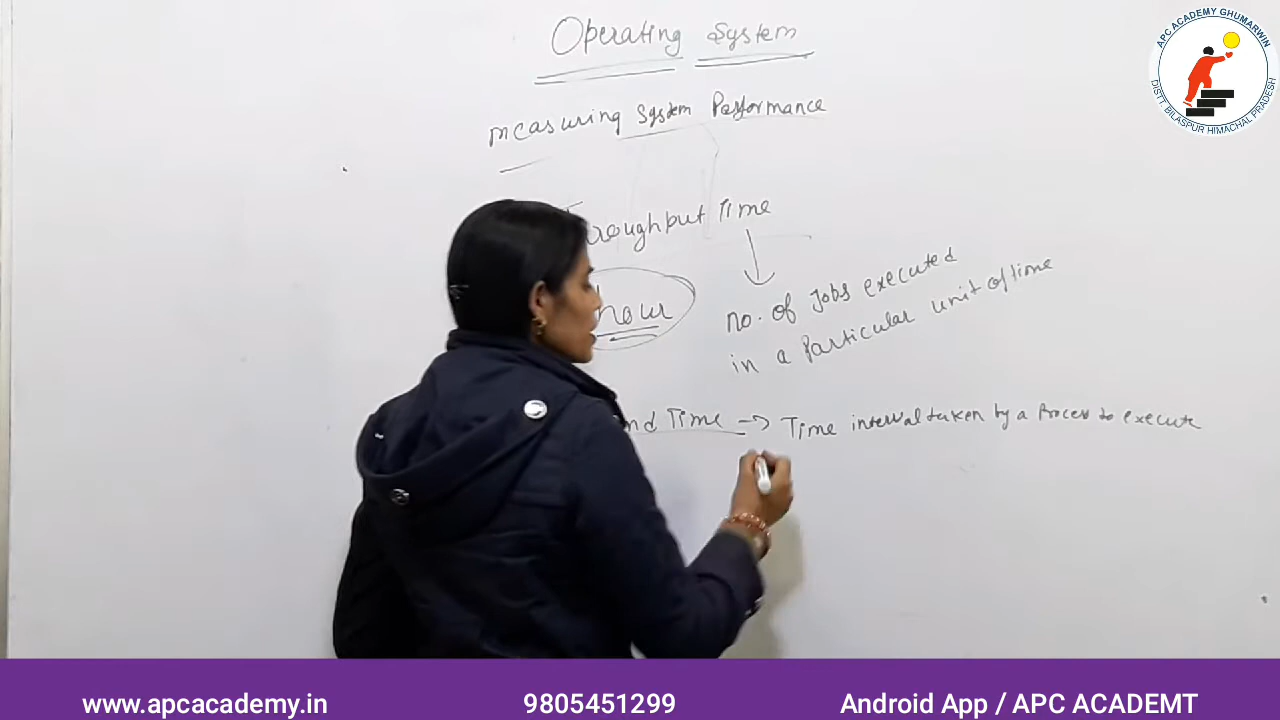 Operating System
measuring System Performance
Throughput Time
hour
no. of Jobs executed
in a Particular unit of time
Time → Time interval taken by a Process to execute
APC ACADEMY GHUMARWIN
DISTT BILASPUR HIMACHAL PRADESH
www.apcacademy.in
9805451299
Android App / APC ACADEMT